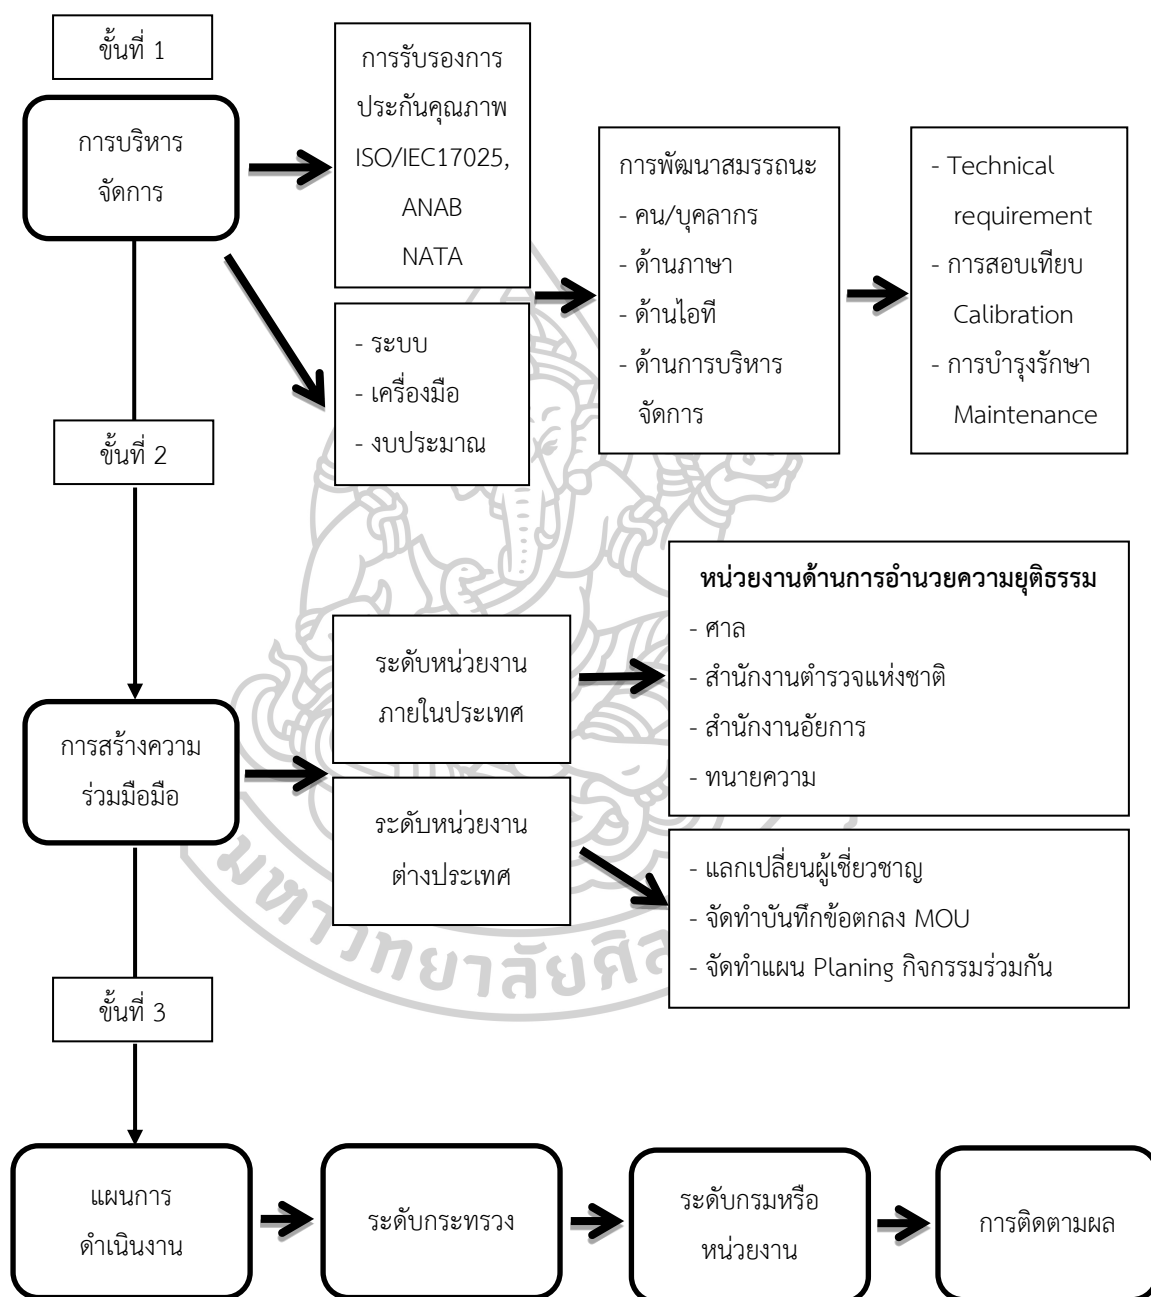 ขั้นที่ 1
การบริหาร
จัดการ
การรับรองการ
ประกันคุณภาพ
ISO/IEC17025,
ANAB
NATA
- ระบบ
- เครื่องมือ
- งบประมาณ
การพัฒนาสมรรถนะ
- คน/บุคลากร
- ด้านภาษา
- ด้านไอที
- ด้านการบริหาร
จัดการ
- Technical
requirement
- การสอบเทียบ
Calibration
- การบำรุงรักษา
Maintenance
ขั้นที่ 2
การสร้างความ
ร่วมมือมือ
ระดับหน่วยงาน
ภายในประเทศ
ระดับหน่วยงาน
ต่างประเทศ
หน่วยงานด้านการอำนวยความยุติธรรม
- ศาล
- สำนักงานตำรวจแห่งชาติ
- สำนักงานอัยการ
- ทนายความ
- แลกเปลี่ยนผู้เชี่ยวชาญ
- จัดทำบันทึกข้อตกลง MOU
- จัดทำแผน Planing กิจกรรมร่วมกัน
ขั้นที่ 3
แผนการ
ดำเนินงาน
ระดับกระทรวง
ระดับกรมหรือ
หน่วยงาน
การติดตามผล